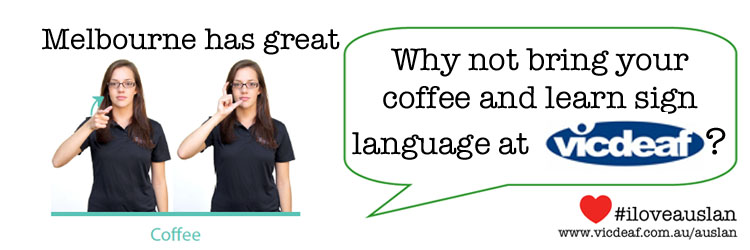 Melbourne has great
Coffee
Why not bring your
coffee and learn sign
language at vicdeaf?
#iloveauslan
www.vicdeaf.com.au/auslan